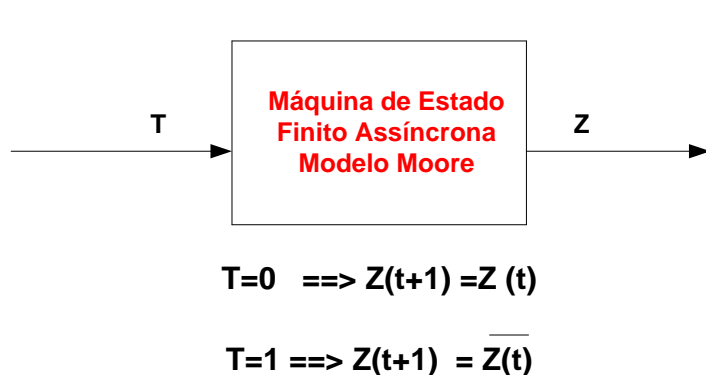 Máquina de Estado
Finito Assíncrona
Modelo Moore
T
Z
T=0 ==> Z(t+1) =Z (t)
T=1 ==> Z(t+1) = Z̅(̅t̅)̅